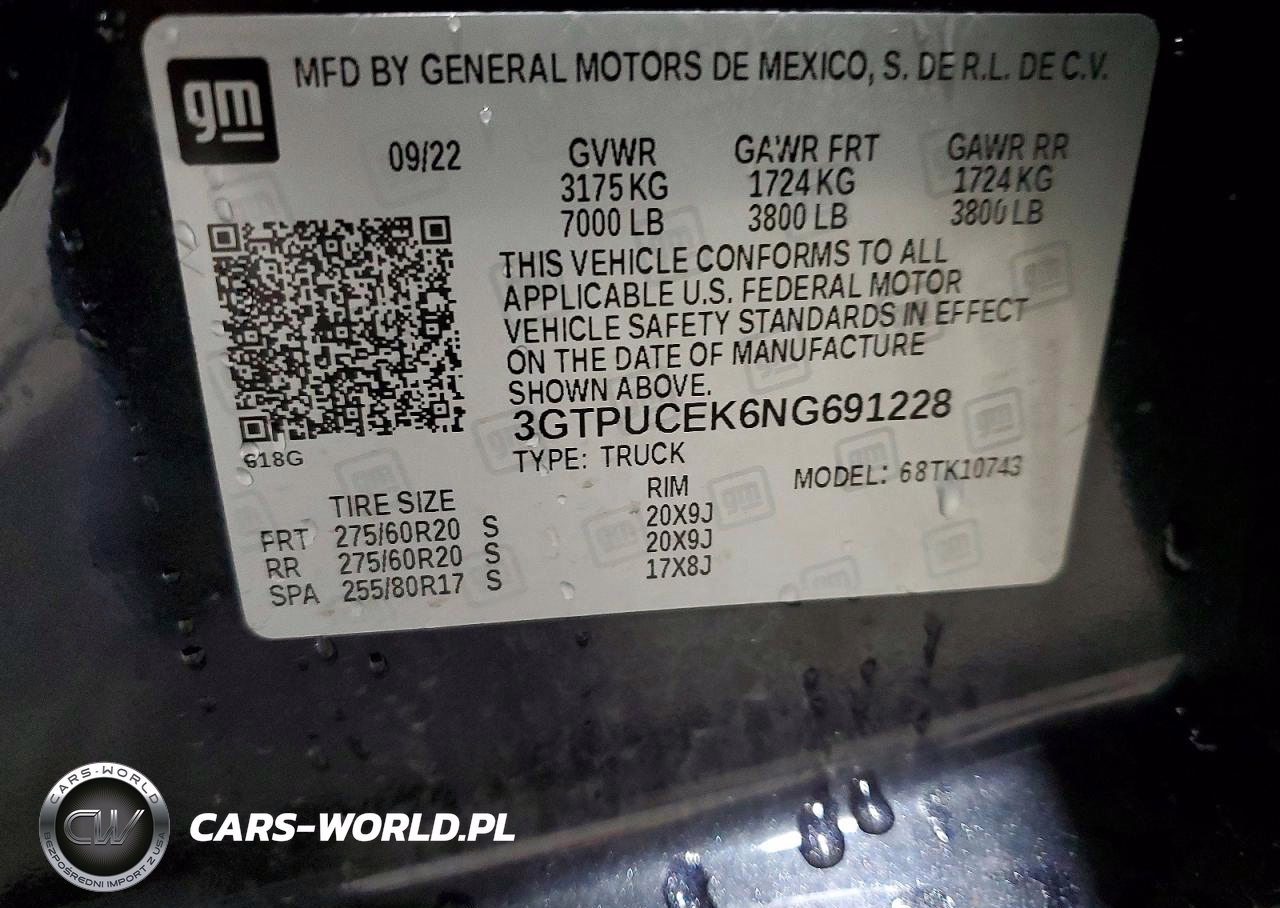 gm
MFD BY GENERAL MOTORS DE MEXICO, S. DE R.L. DE C.V.
09/22 GVWR GAWR FRT GAWR RR
3175 KG 1724 KG 1724 KG
7000 LB 3800 LB 3800 LB
THIS VEHICLE CONFORMS TO ALL
APPLICABLE U.S. FEDERAL MOTOR
VEHICLE SAFETY STANDARDS IN EFFECT
ON THE DATE OF MANUFACTURE
SHOWN ABOVE.
3GTPUCEK6NG691228
TYPE: TRUCK
MODEL: 68TK10743
618G
TIRE SIZE RIM
FRT 275/60R20 S 20X9J
RR 275/60R20 S 20X9J
SPA 255/80R17 S 17X8J
CARS-WORLD
CW
BEZPOŚREDNI IMPORT Z USA
CARS-WORLD.PL